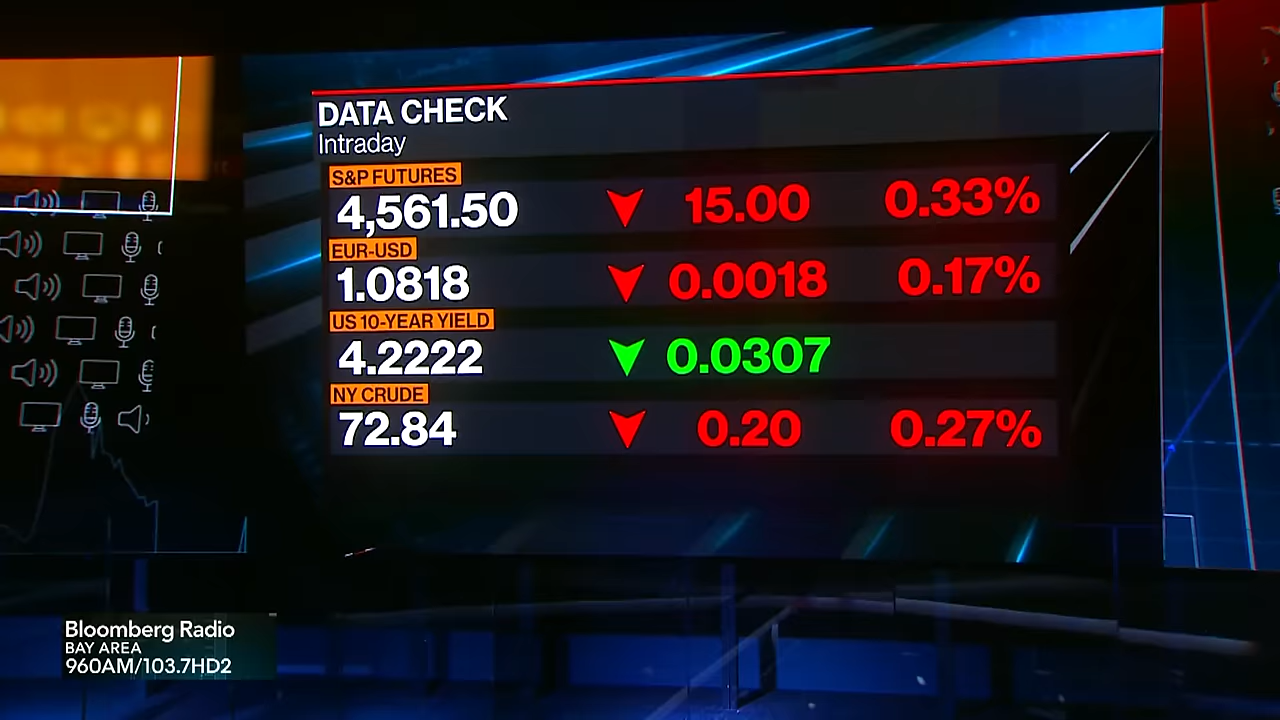 DATA CHECK
Intraday
S&P FUTURES
4,561.50 15.00 0.33%
EUR-USD
1.0818 0.0018 0.17%
US 10-YEAR YIELD
4.2222 0.0307
NY CRUDE
72.84 0.20 0.27%
Bloomberg Radio
BAY AREA
960AM/103.7HD2